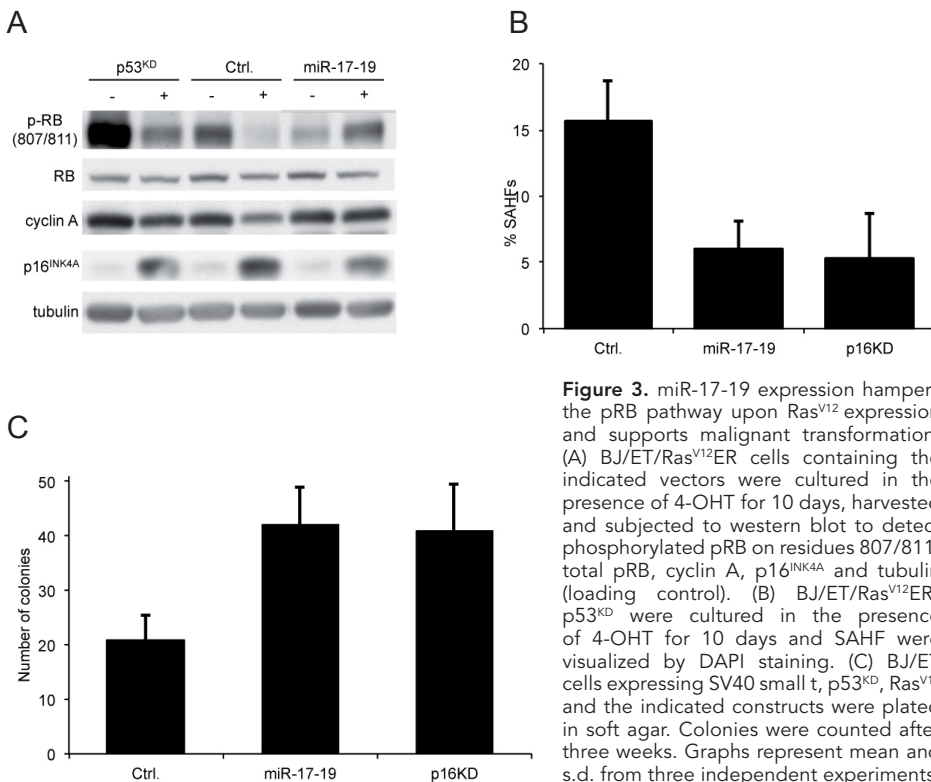 A
p53ᴷᴰ Ctrl. miR-17-19
- + - + - +
p-RB
(807/811)
RB
cyclin A
p16ᴵᴺᴷ⁴ᴬ
tubulin
B
20
15
10
5
0
% SAHFs
Ctrl. miR-17-19 p16KD
C
50
40
30
20
10
0
Number of colonies
Ctrl. miR-17-19 p16KD
Figure 3. miR-17-19 expression hamper
the pRB pathway upon Rasⱽ¹² expression
and supports malignant transformation
(A) BJ/ET/Rasⱽ¹²ER cells containing the
indicated vectors were cultured in the
presence of 4-OHT for 10 days, harvested
and subjected to western blot to detec
phosphorylated pRB on residues 807/811
total pRB, cyclin A, p16ᴵᴺᴷ⁴ᴬ and tubulin
(loading control). (B) BJ/ET/Rasⱽ¹²ER
p53ᴷᴰ were cultured in the presence
of 4-OHT for 10 days and SAHF were
visualized by DAPI staining. (C) BJ/ET
cells expressing SV40 small t, p53ᴷᴰ, Rasⱽ¹
and the indicated constructs were plated
in soft agar. Colonies were counted afte
three weeks. Graphs represent mean and
s.d. from three independent experiments